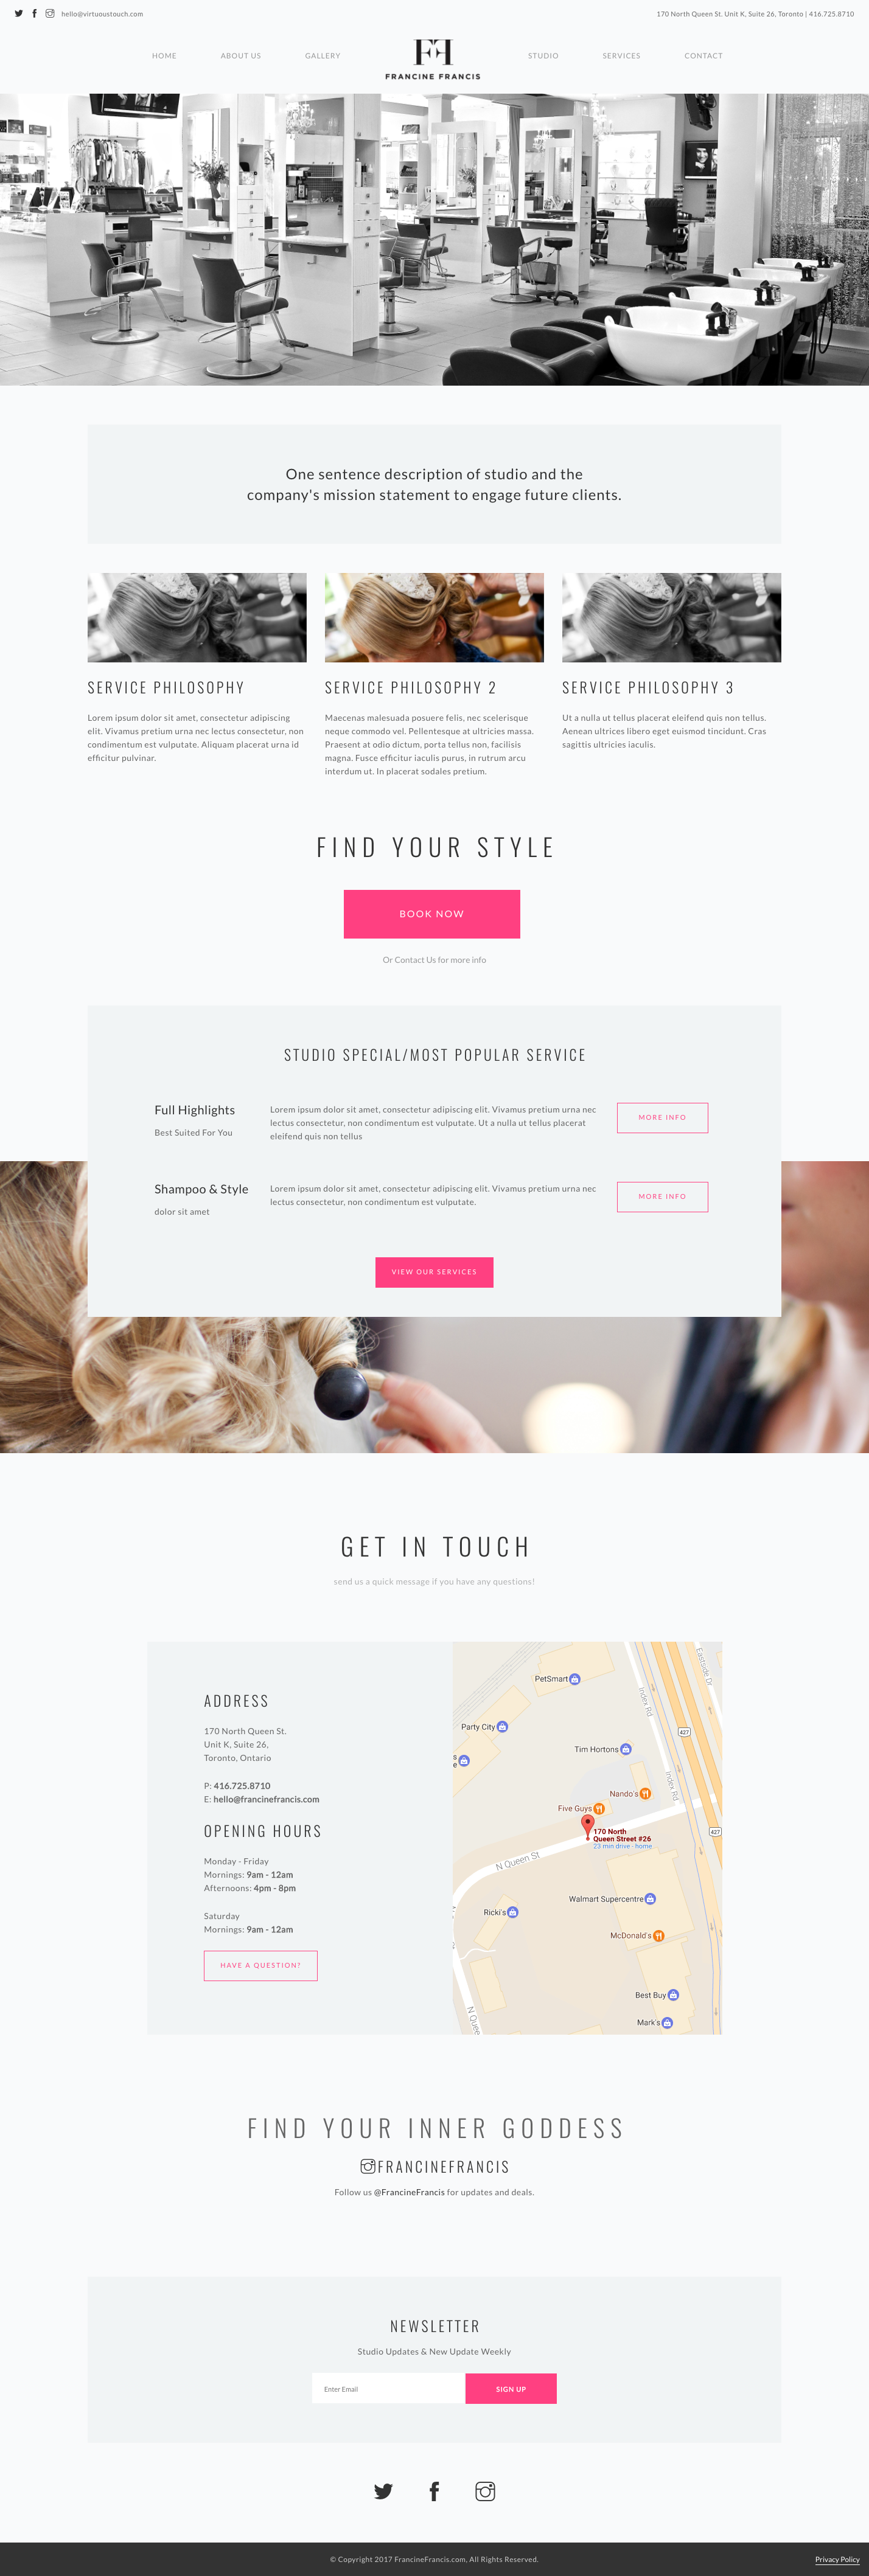 hello@virtuoustouch.com
170 North Queen St. Unit K, Suite 26, Toronto | 416.725.8710
HOME
ABOUT US
GALLERY
FF
FRANCINE FRANCIS
STUDIO
SERVICES
CONTACT
One sentence description of studio and the
company's mission statement to engage future clients.
SERVICE PHILOSOPHY
Lorem ipsum dolor sit amet, consectetur adipiscing
elit. Vivamus pretium urna nec lectus consectetur, non
condimentum est vulputate. Aliquam placerat urna id
efficitur pulvinar.
SERVICE PHILOSOPHY 2
Maecenas malesuada posuere felis, nec scelerisque
neque commodo vel. Pellentesque at ultricies massa.
Praesent at odio dictum, porta tellus non, facilisis
magna. Fusce efficitur iaculis purus, in rutrum arcu
interdum ut. In placerat sodales pretium.
SERVICE PHILOSOPHY 3
Ut a nulla ut tellus placerat eleifend quis non tellus.
Aenean ultrices libero eget euismod tincidunt. Cras
sagittis ultricies iaculis.
FIND YOUR STYLE
BOOK NOW
Or Contact Us for more info
STUDIO SPECIAL/MOST POPULAR SERVICE
Full Highlights
Best Suited For You
Lorem ipsum dolor sit amet, consectetur adipiscing elit. Vivamus pretium urna nec
lectus consectetur, non condimentum est vulputate. Ut a nulla ut tellus placerat
eleifend quis non tellus
MORE INFO
Shampoo & Style
dolor sit amet
Lorem ipsum dolor sit amet, consectetur adipiscing elit. Vivamus pretium urna nec
lectus consectetur, non condimentum est vulputate.
MORE INFO
VIEW OUR SERVICES
GET IN TOUCH
send us a quick message if you have any questions!
ADDRESS
170 North Queen St.
Unit K, Suite 26,
Toronto, Ontario
P: 416.725.8710
E: hello@francinefrancis.com
OPENING HOURS
Monday - Friday
Mornings: 9am - 12am
Afternoons: 4pm - 8pm
Saturday
Mornings: 9am - 12am
HAVE A QUESTION?
Eastside Dr
PetSmart
Index Rd
Party City
427
Tim Hortons
Index Rd
Nando's
Five Guys
427
170 North
Queen Street #26
23 min drive - home
N Queen St
Walmart Supercentre
Ricki's
McDonald's
Best Buy
N Quee
Mark's
FIND YOUR INNER GODDESS
FRANCINEFRANCIS
Follow us @FrancineFrancis for updates and deals.
NEWSLETTER
Studio Updates & New Update Weekly
Enter Email
SIGN UP
© Copyright 2017 FrancineFrancis.com, All Rights Reserved.
Privacy Policy